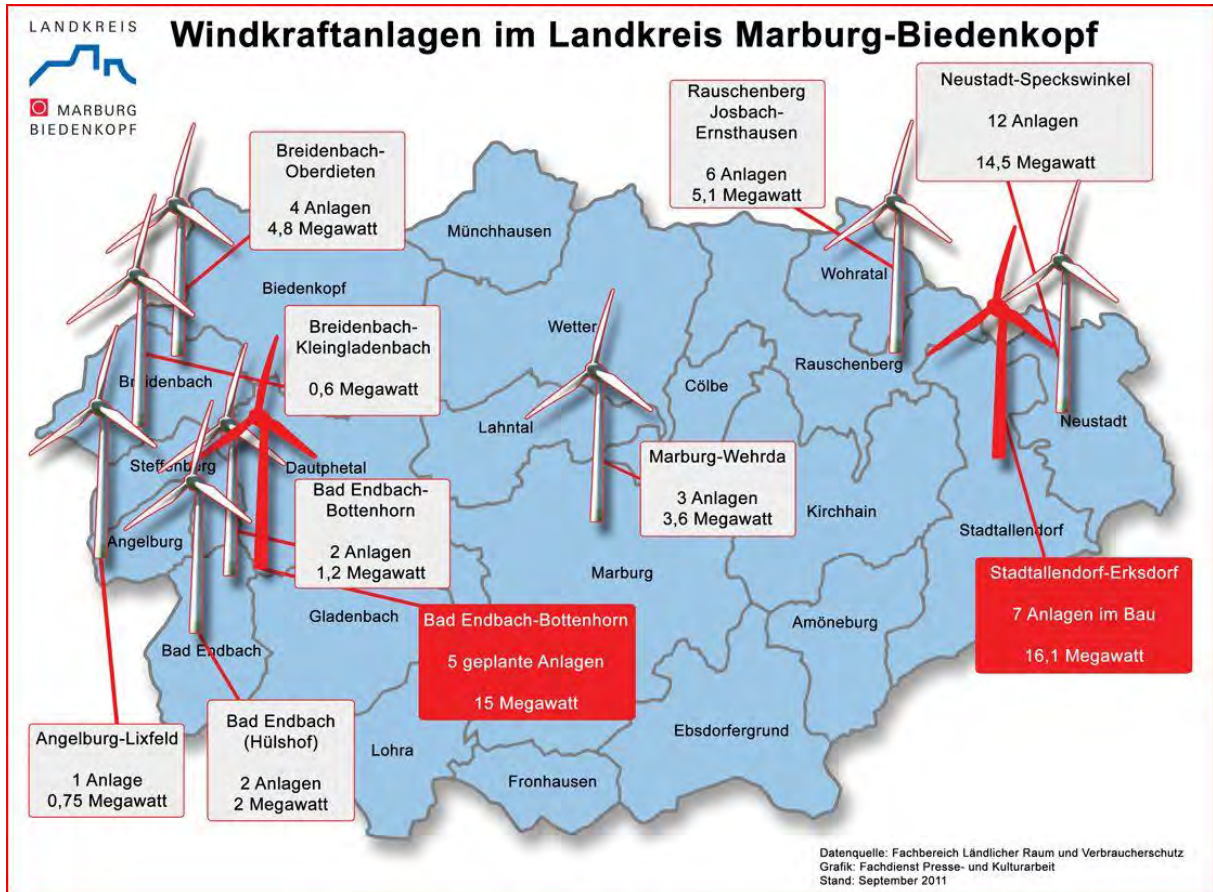 LANDKREIS
MARBURG
BIEDENKOPF
Windkraftanlagen im Landkreis Marburg-Biedenkopf
Breidenbach-
Oberdieten
4 Anlagen
4,8 Megawatt
Rauschenberg
Josbach-
Ernsthausen
6 Anlagen
5,1 Megawatt
Neustadt-Speckswinkel
12 Anlagen
14,5 Megawatt
Münchhausen
Biedenkopf
Wohratal
Wetter
Breidenbach-
Kleingladenbach
0,6 Megawatt
Breidenbach
Cölbe
Rauschenberg
Neustadt
Lahntal
Steffenberg
Dautphetal
Marburg-Wehrda
3 Anlagen
3,6 Megawatt
Bad Endbach-
Bottenhorn
2 Anlagen
1,2 Megawatt
Kirchhain
Stadtallendorf
Angelburg
Marburg
Stadtallendorf-Erksdorf
7 Anlagen im Bau
16,1 Megawatt
Gladenbach
Bad Endbach-Bottenhorn
5 geplante Anlagen
15 Megawatt
Amöneburg
Bad Endbach
Angelburg-Lixfeld
1 Anlage
0,75 Megawatt
Bad Endbach
(Hülshof)
2 Anlagen
2 Megawatt
Lohra
Ebsdorfergrund
Fronhausen
Datenquelle: Fachbereich Ländlicher Raum und Verbraucherschutz
Grafik: Fachdienst Presse- und Kulturarbeit
Stand: September 2011